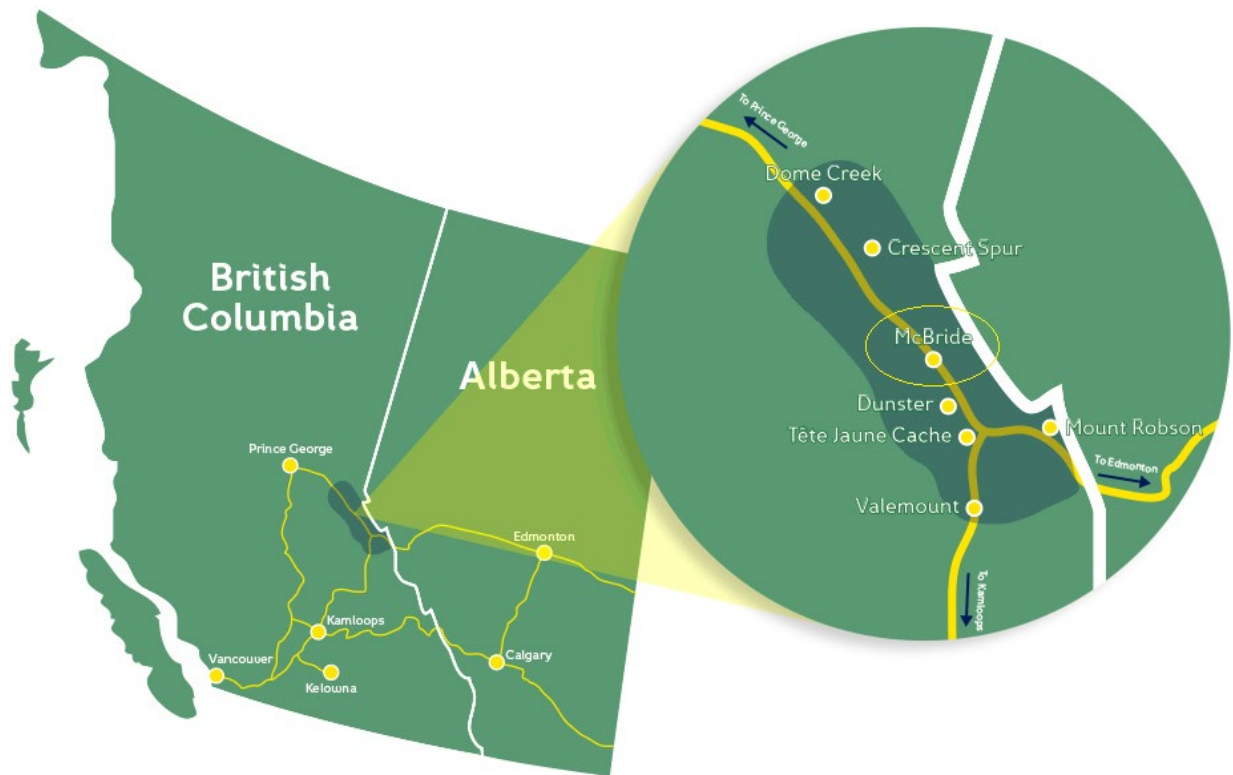 British
Columbia
Alberta
Prince George
Edmonton
Kamloops
Vancouver
Calgary
Kelowna
To Prince George
Dome Creek
Crescent Spur
McBride
Dunster
Tête Jaune Cache
Mount Robson
To Edmonton
Valemount
To Kamloops